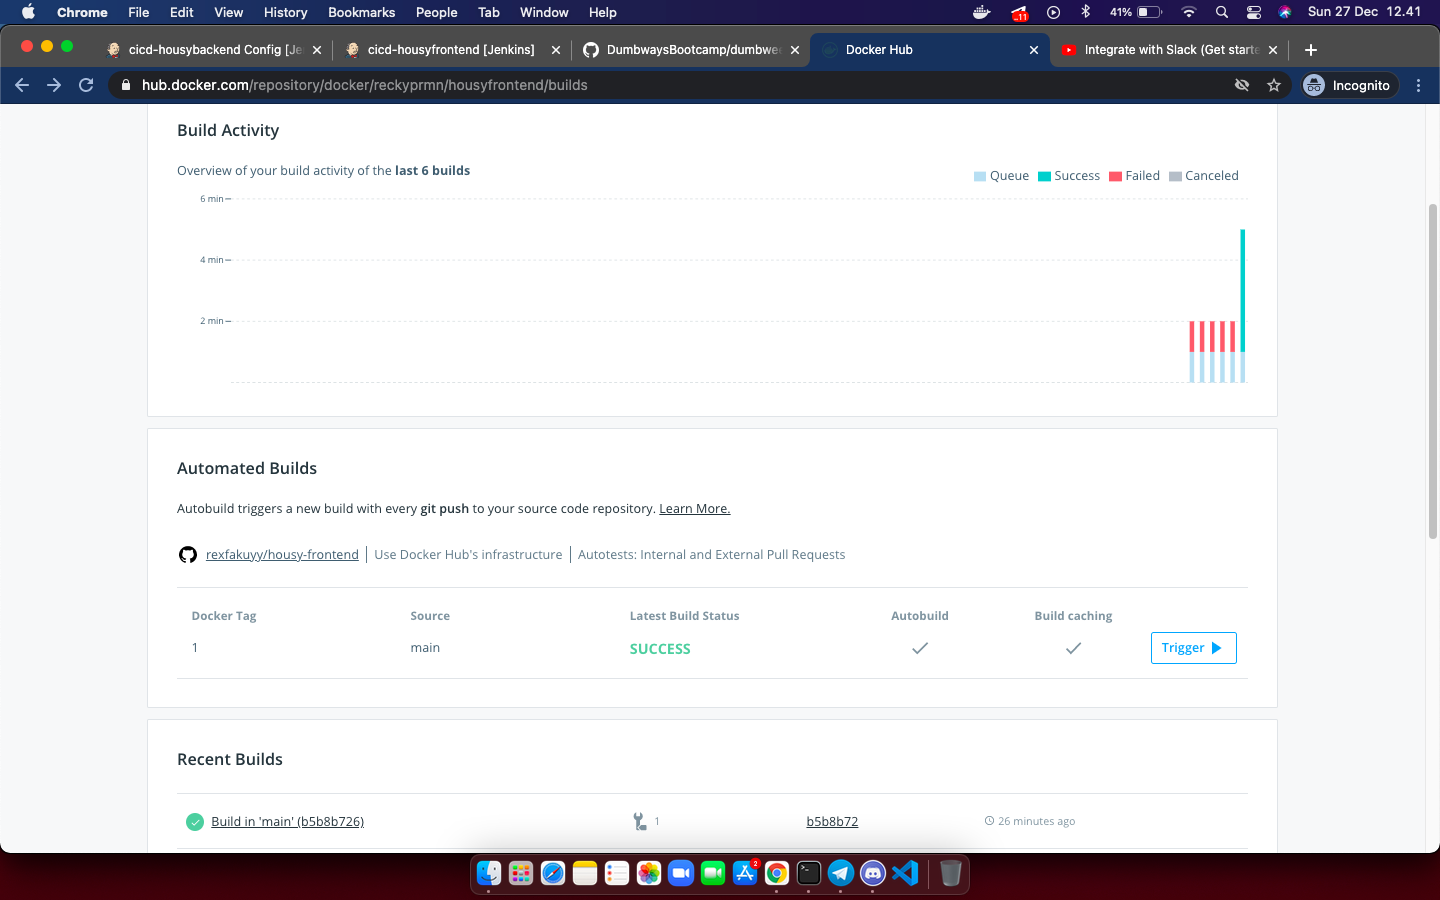 Chrome File Edit View History Bookmarks People Tab Window Help 11 41% Sun 27 Dec 12.41
cicd-housybackend Config [Je
cicd-housyfrontend [Jenkins]
DumbwaysBootcamp/dumbwee
Docker Hub
Integrate with Slack (Get starte
hub.docker.com/repository/docker/reckyprmn/housyfrontend/builds
Incognito
Build Activity
Overview of your build activity of the last 6 builds
Queue Success Failed Canceled
6 min
4 min
2 min
Automated Builds
Autobuild triggers a new build with every git push to your source code repository. Learn More.
rexfakuyy/housy-frontend | Use Docker Hub's infrastructure | Autotests: Internal and External Pull Requests
Docker Tag Source Latest Build Status Autobuild Build caching
1 main SUCCESS Trigger
Recent Builds
Build in 'main' (b5b8b726) 1 b5b8b72 26 minutes ago
2